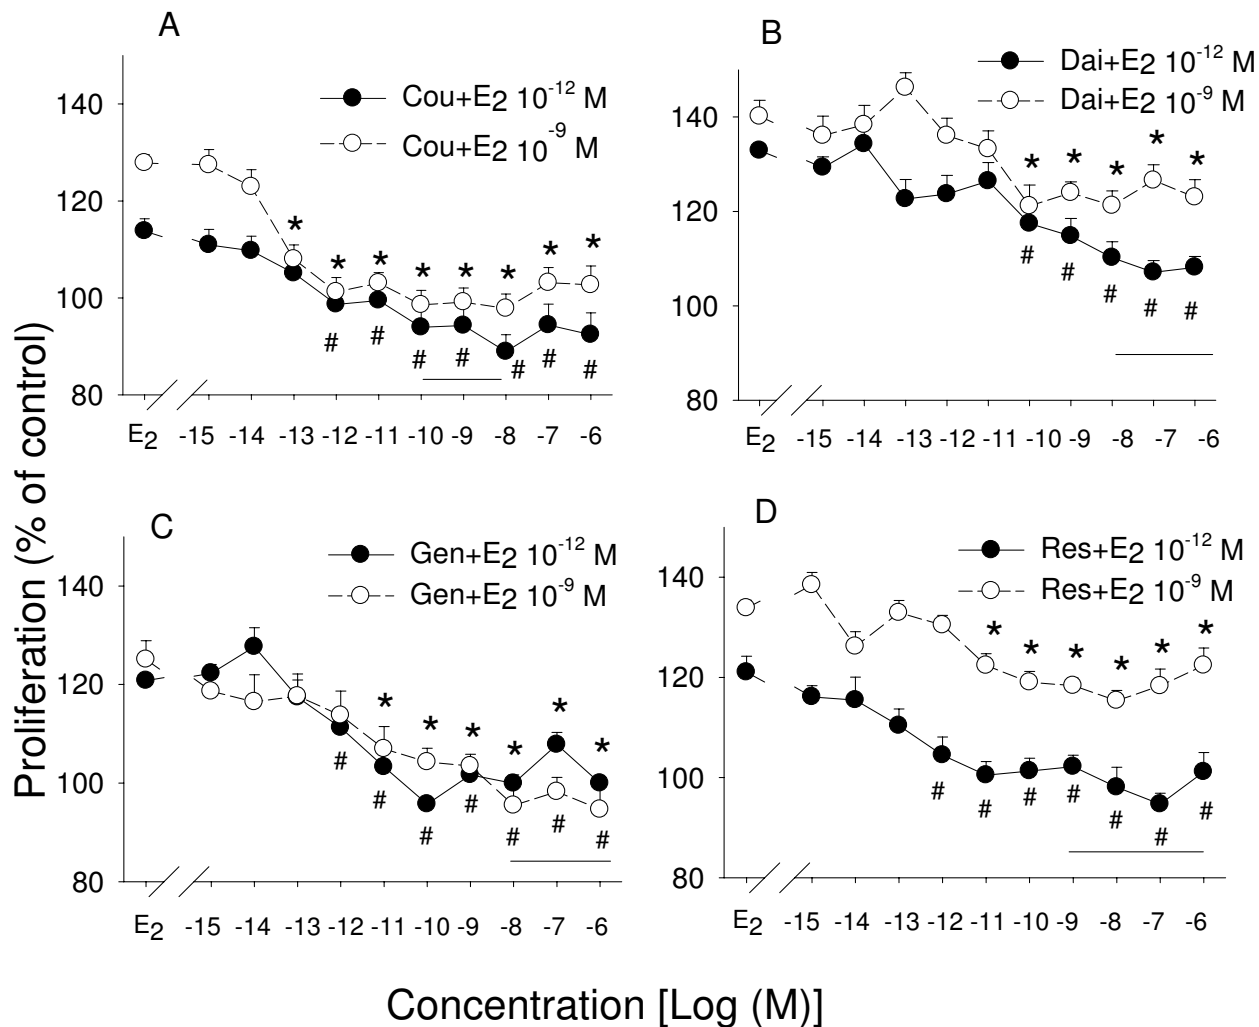 Proliferation (% of control)
A
Cou+E2 10-12 M
Cou+E2 10-9 M
140
120
100
80
* * * * * * * *
# # # # # # #
E2 -15 -14 -13 -12 -11 -10 -9 -8 -7 -6
B
Dai+E2 10-12 M
Dai+E2 10-9 M
140
120
100
80
* * * * *
# # # # #
E2 -15 -14 -13 -12 -11 -10 -9 -8 -7 -6
C
Gen+E2 10-12 M
Gen+E2 10-9 M
140
120
100
80
* * * * * *
# # # # # # #
E2 -15 -14 -13 -12 -11 -10 -9 -8 -7 -6
D
Res+E2 10-12 M
Res+E2 10-9 M
140
120
100
80
* * * * * *
# # # # # # #
E2 -15 -14 -13 -12 -11 -10 -9 -8 -7 -6
Concentration [Log (M)]